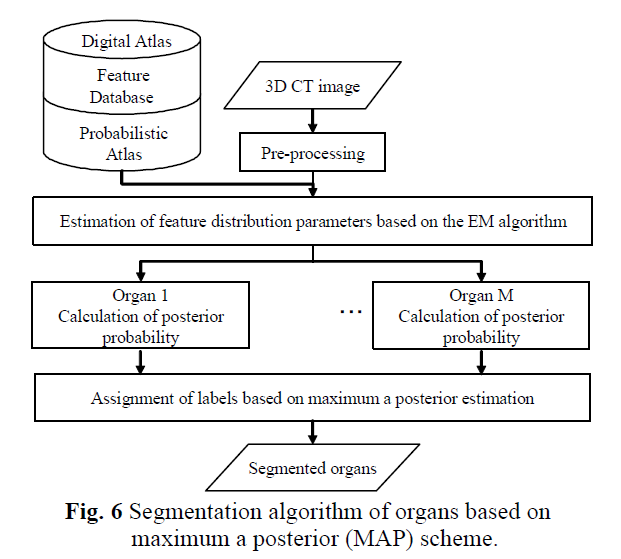 Digital Atlas
Feature
Database
Probabilistic
Atlas
3D CT image
Pre-processing
Estimation of feature distribution parameters based on the EM algorithm
Organ 1
Calculation of posterior
probability
...
Organ M
Calculation of posterior
probability
Assignment of labels based on maximum a posterior estimation
Segmented organs
Fig. 6 Segmentation algorithm of organs based on
maximum a posterior (MAP) scheme.